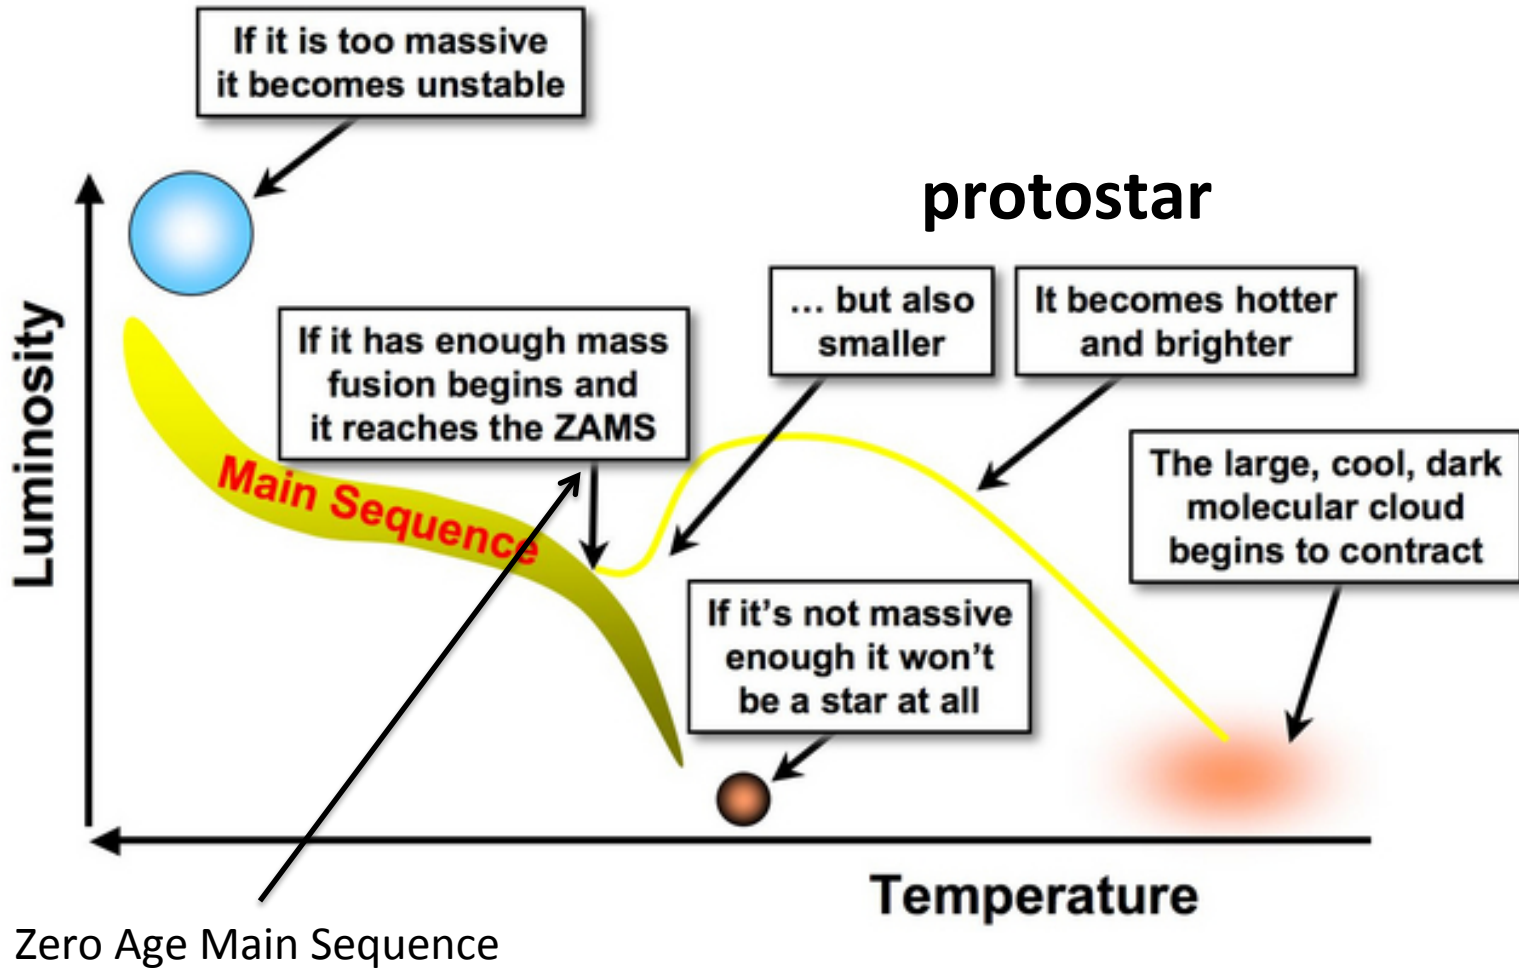 If it is too massive
it becomes unstable
protostar
… but also
smaller
It becomes hotter
and brighter
If it has enough mass
fusion begins and
it reaches the ZAMS
The large, cool, dark
molecular cloud
begins to contract
Main Sequence
If it’s not massive
enough it won’t
be a star at all
Luminosity
Temperature
Zero Age Main Sequence